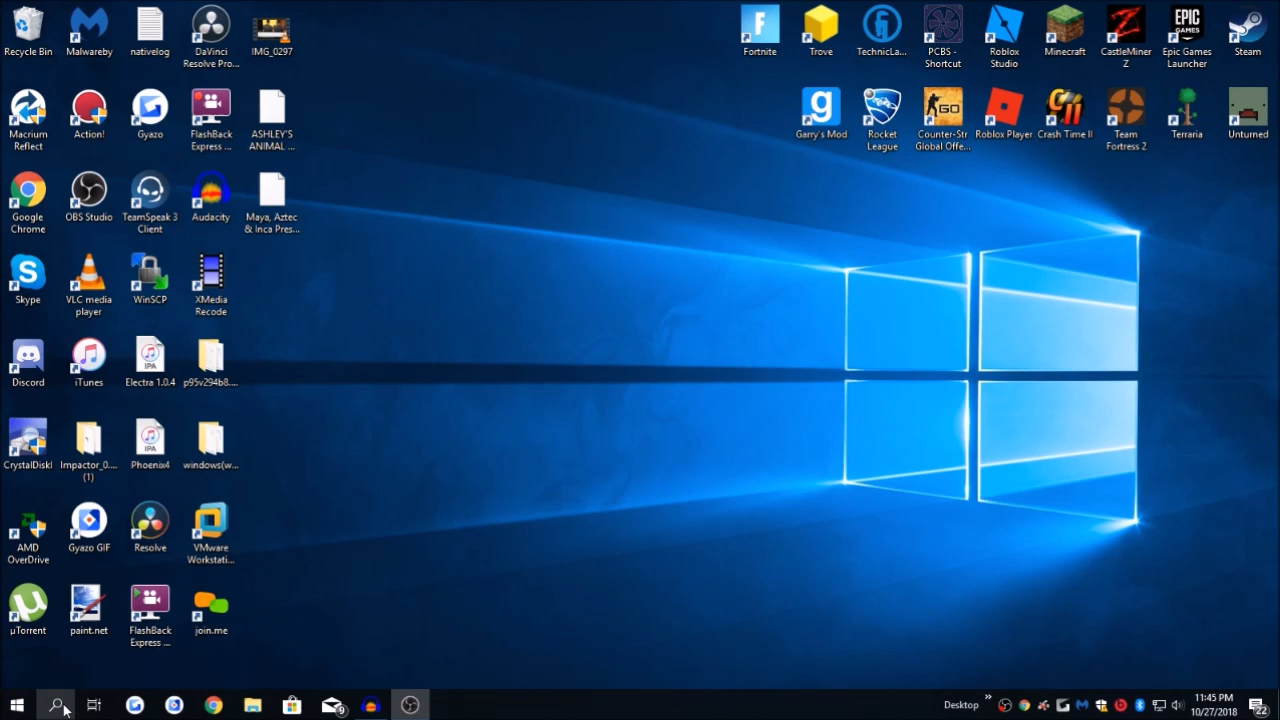 Recycle Bin
Malwareby
nativelog
DaVinci
Resolve Pro...
IMG_0297
Fortnite
Trove
TechnicLa...
PCBS -
Shortcut
Roblox
Studio
Minecraft
CastleMiner
Z
EPIC
GAMES
Epic Games
Launcher
Steam
Macrium
Reflect
Action!
Gyazo
FlashBack
Express ...
ASHLEY'S
ANIMAL ...
Garry's Mod
Rocket
League
GO
Counter-Str
Global Offe...
Roblox Player
Crash Time II
Team
Fortress 2
Terraria
Unturned
Google
Chrome
OBS Studio
TeamSpeak 3
Client
Audacity
Maya, Aztec
& Inca Pres...
Skype
VLC media
player
WinSCP
XMedia
Recode
Discord
iTunes
IPA
Electra 1.0.4
p95v294b8....
CrystalDiskI
Impactor_0....
(1)
IPA
Phoenix4
windows(w...
AMD
OverDrive
Gyazo GIF
Resolve
VMware
Workstati...
µTorrent
paint.net
FlashBack
Express ...
join.me
9
Desktop
»
11:45 PM
10/27/2018
22